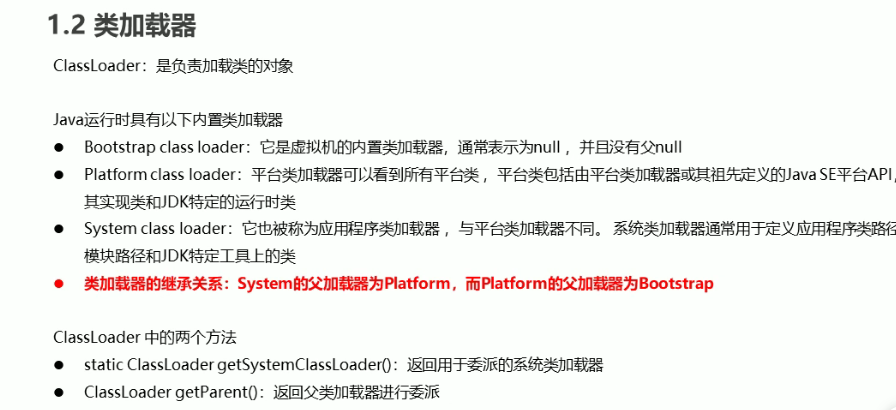 1.2 类加载器
ClassLoader：是负责加载类的对象
Java运行时具有以下内置类加载器
● Bootstrap class loader：它是虚拟机的内置类加载器，通常表示为null ，并且没有父null
● Platform class loader：平台类加载器可以看到所有平台类 ，平台类包括由平台类加载器或其祖先定义的Java SE平台API，
其实现类和JDK特定的运行时类
● System class loader：它也被称为应用程序类加载器 ，与平台类加载器不同。 系统类加载器通常用于定义应用程序类路径
模块路径和JDK特定工具上的类
● 类加载器的继承关系：System的父加载器为Platform，而Platform的父加载器为Bootstrap
ClassLoader 中的两个方法
● static ClassLoader getSystemClassLoader()：返回用于委派的系统类加载器
● ClassLoader getParent()：返回父类加载器进行委派